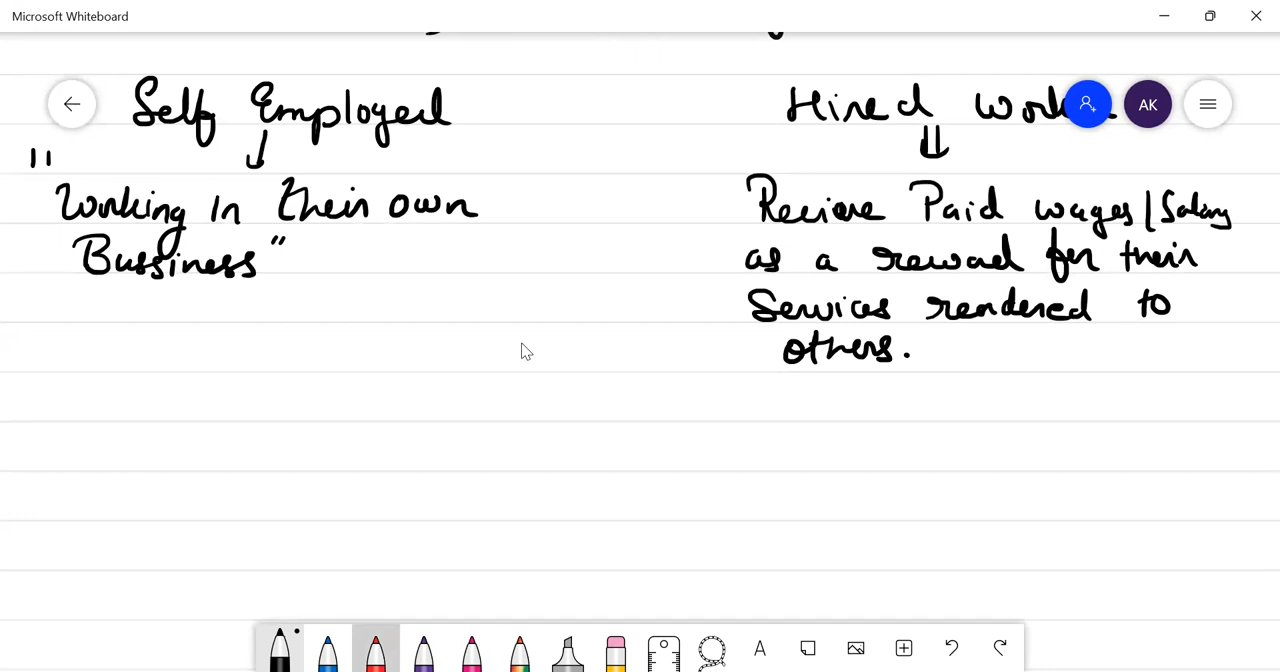 Microsoft Whiteboard
Self Employed
"Working In their own
Bussiness"
Hired
AK
Recieve Paid wages/Salary
as a reward for their
Services rendered to
others.
A